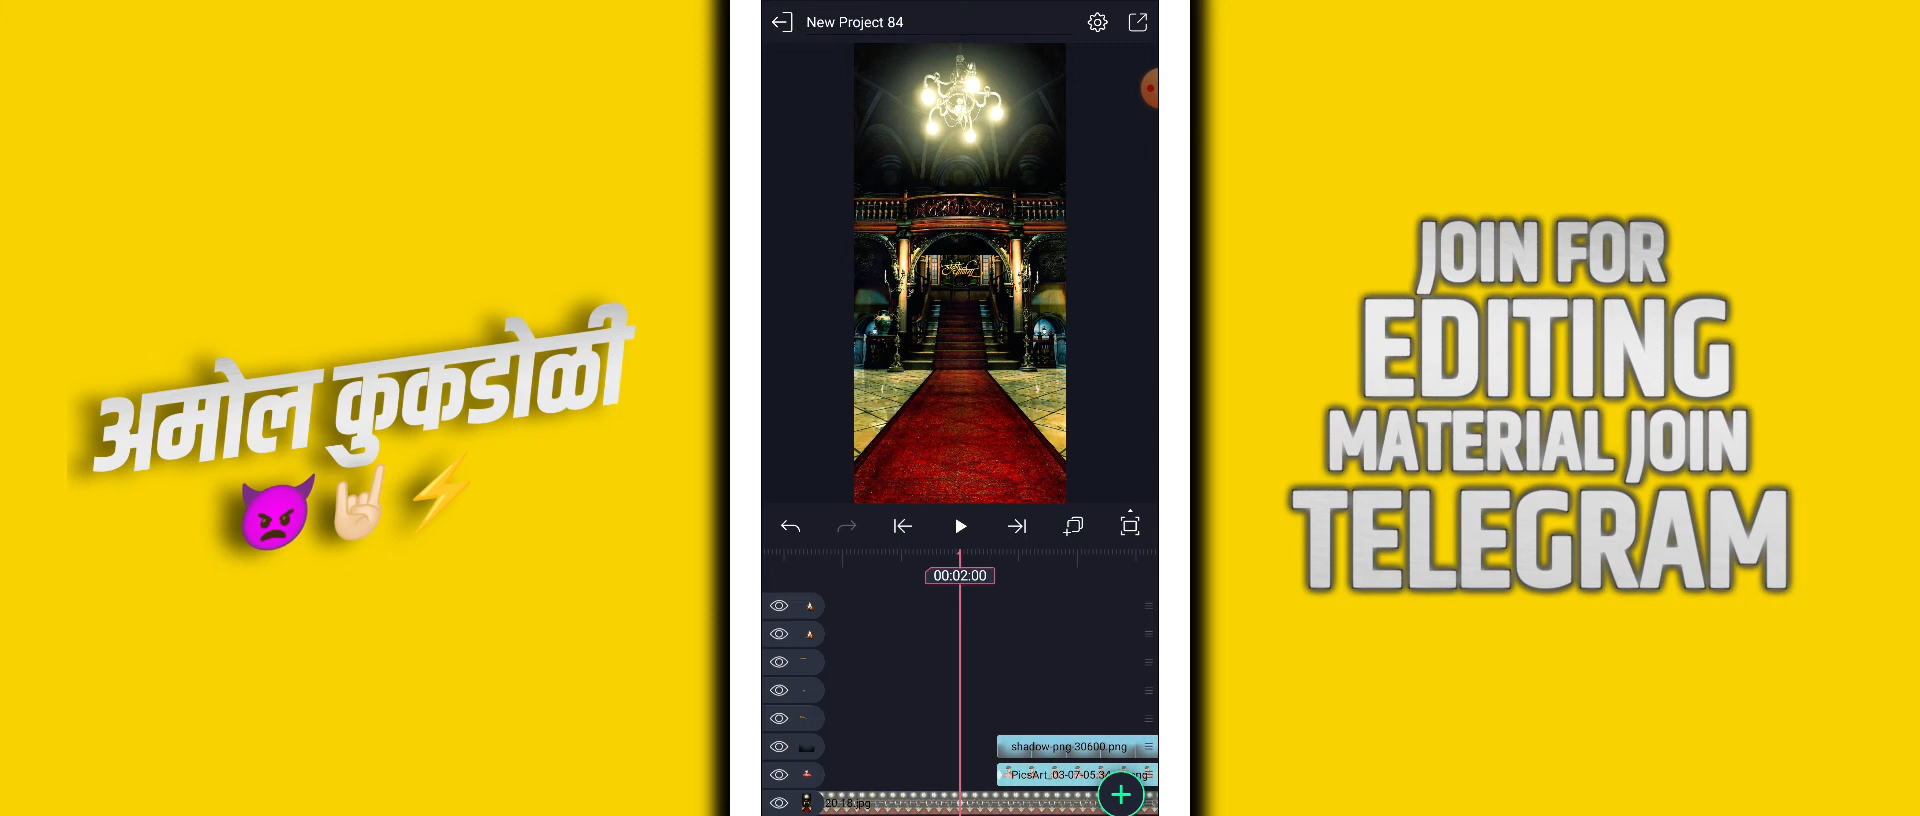 अमोल कुकडोळी
New Project 84
00:02:00
shadow-png-30600.png
20.18.jpg
JOIN FOR
EDITING
MATERIAL JOIN
TELEGRAM